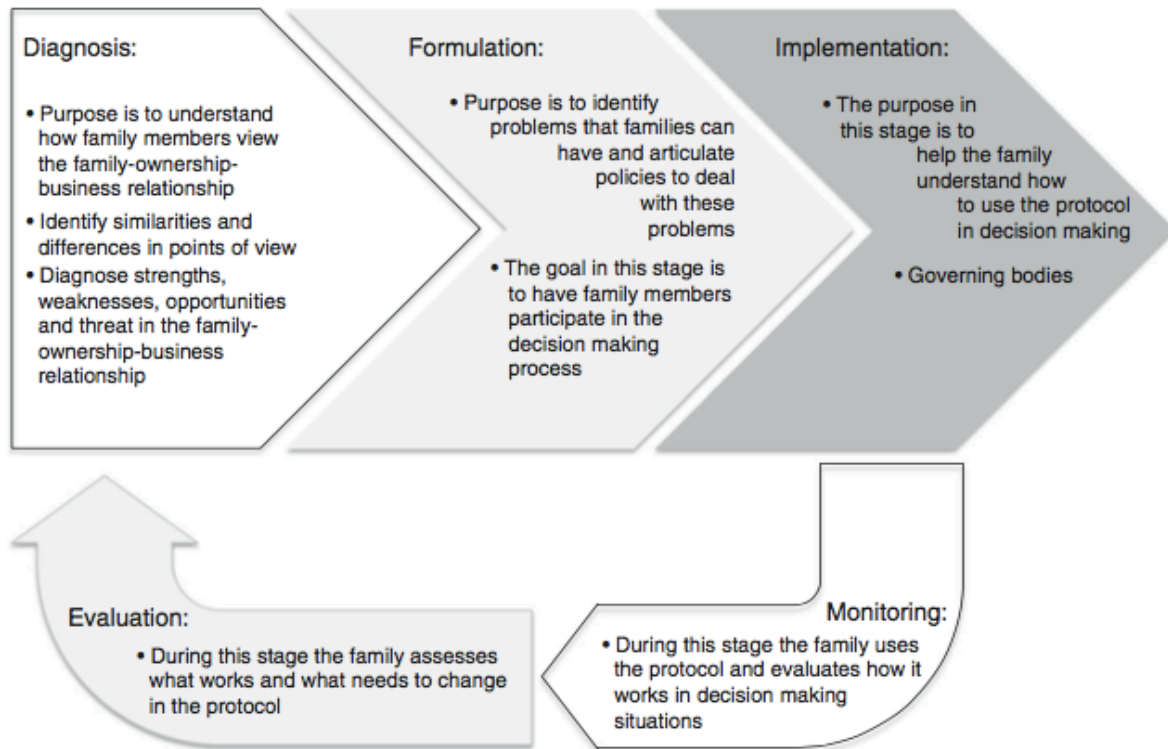 Diagnosis:
• Purpose is to understand
how family members view
the family-ownership-
business relationship
• Identify similarities and
differences in points of view
• Diagnose strengths,
weaknesses, opportunities
and threat in the family-
ownership-business
relationship
Formulation:
• Purpose is to identify
problems that families can
have and articulate
policies to deal
with these
problems
• The goal in this stage is
to have family members
participate in the
decision making
process
Implementation:
• The purpose in
this stage is to
help the family
understand how
to use the protocol
in decision making
• Governing bodies
Monitoring:
• During this stage the family uses
the protocol and evaluates how it
works in decision making
situations
Evaluation:
• During this stage the family assesses
what works and what needs to change
in the protocol